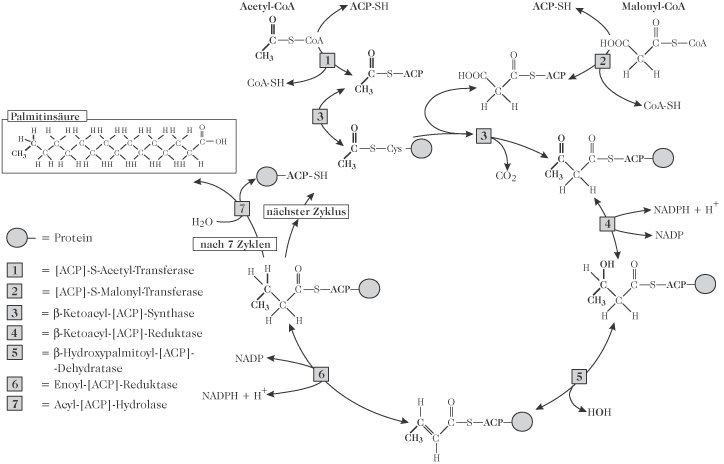 Acetyl-CoA
ACP-SH
ACP-SH
Malonyl-CoA
O
C
S
CoA
CH3
1
CoA-SH
O
C
S
ACP
CH3
HOOC
O
C
C
S
ACP
H
H
2
HOOC
O
C
C
S
CoA
H
H
CoA-SH
3
O
C
S
Cys
CH3
3
CO2
O
O
C
C
C
S
ACP
CH3
H
H
Palmitinsäure
H
H
H H
H H
H H
H H
H H
H H
O
C
OH
CH3
C
H H
ACP-SH
7
H2O
nächster Zyklus
nach 7 Zyklen
4
NADPH + H+
NADP
= Protein
1 = [ACP]-S-Acetyl-Transferase
2 = [ACP]-S-Malonyl-Transferase
3 = β-Ketoacyl-[ACP]-Synthase
4 = β-Ketoacyl-[ACP]-Reduktase
5 = β-Hydroxypalmitoyl-[ACP]-
-Dehydratase
6 = Enoyl-[ACP]-Reduktase
7 = Acyl-[ACP]-Hydrolase
H
H
O
C
C
C
S
ACP
CH3
H
H
H
OH
O
C
C
C
S
ACP
CH3
H
H
NADP
6
NADPH + H+
5
HOH
H
O
C
C
C
S
ACP
CH3
H